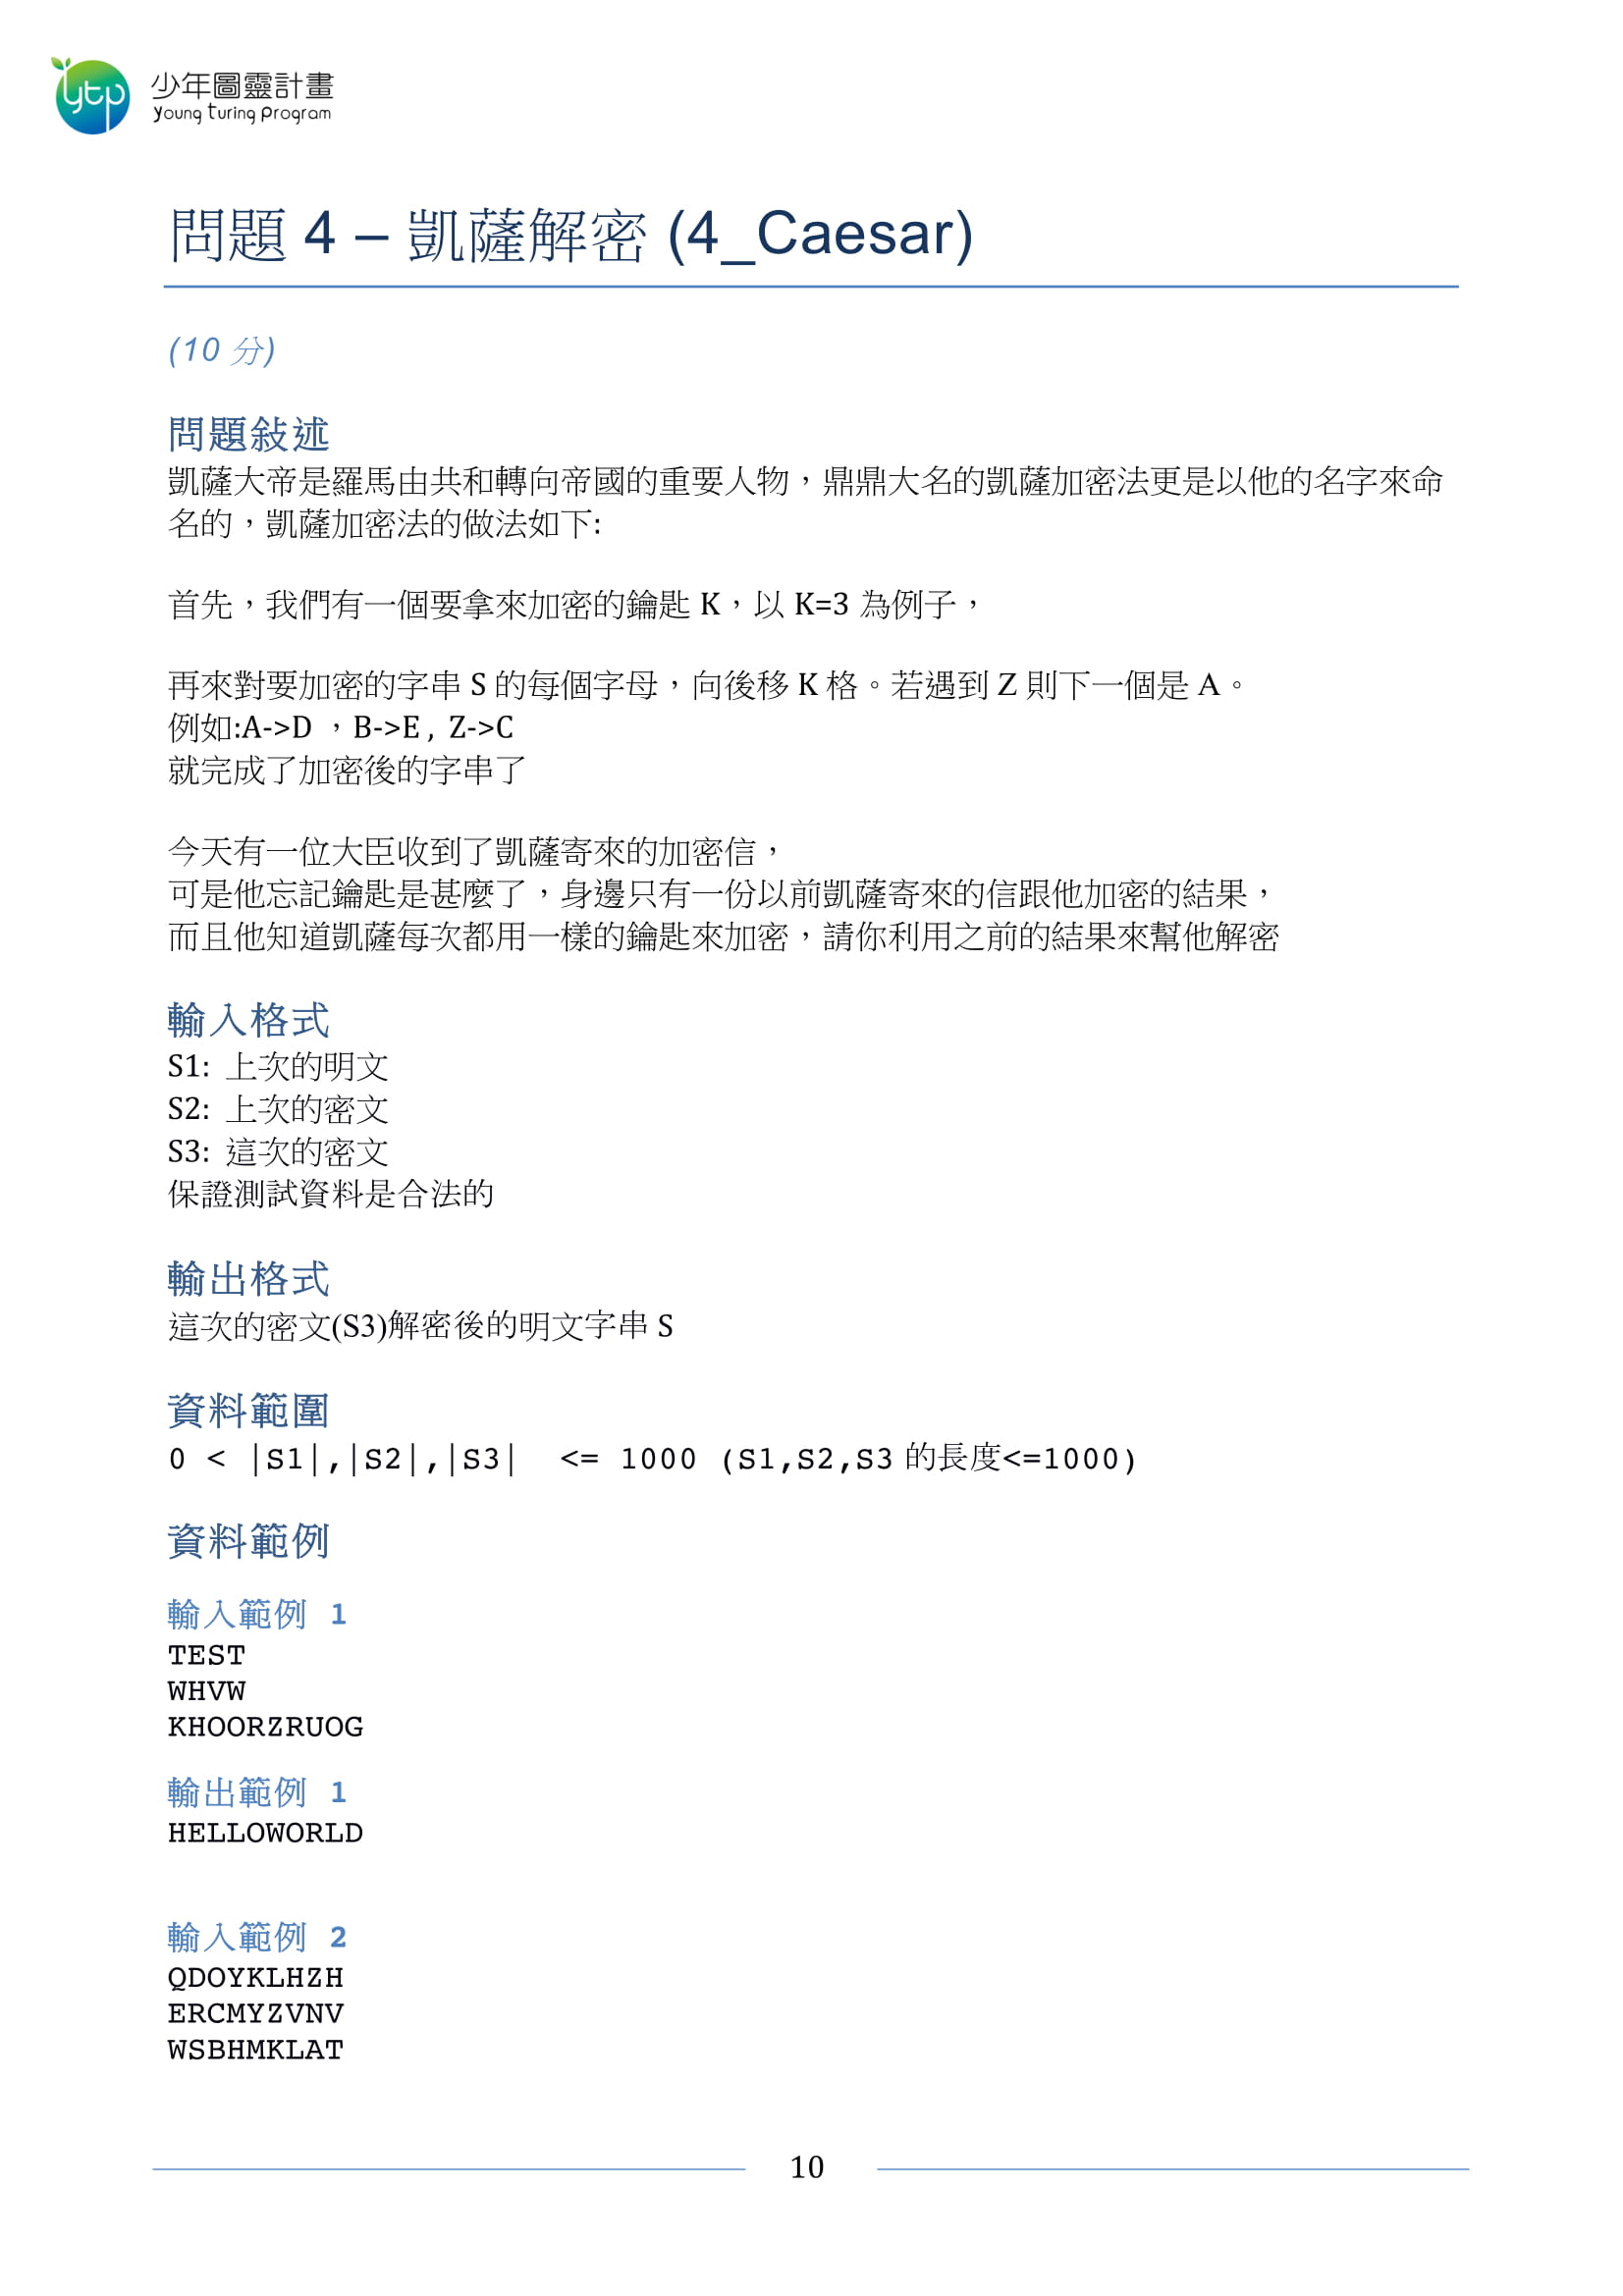 ytp
少年圖靈計畫
Young Turing Program
問題 4 – 凱薩解密 (4_Caesar)
(10 分)
問題敍述
凱薩大帝是羅馬由共和轉向帝國的重要人物，鼎鼎大名的凱薩加密法更是以他的名字來命
名的，凱薩加密法的做法如下:
首先，我們有一個要拿來加密的鑰匙 K，以 K=3 為例子，
再來對要加密的字串 S 的每個字母，向後移 K 格。若遇到 Z 則下一個是 A。
例如:A->D ，B->E , Z->C
就完成了加密後的字串了
今天有一位大臣收到了凱薩寄來的加密信，
可是他忘記鑰匙是甚麼了，身邊只有一份以前凱薩寄來的信跟他加密的結果，
而且他知道凱薩每次都用一樣的鑰匙來加密，請你利用之前的結果來幫他解密
輸入格式
S1: 上次的明文
S2: 上次的密文
S3: 這次的密文
保證測試資料是合法的
輸出格式
這次的密文(S3)解密後的明文字串 S
資料範圍
0 < |S1|,|S2|,|S3| <= 1000 (S1,S2,S3 的長度<=1000)
資料範例
輸入範例 1
TEST
WHVW
KHOORZRUOG
輸出範例 1
HELLOWORLD
輸入範例 2
QDOYKLHZH
ERCMYZVNV
WSBHMKLAT
10